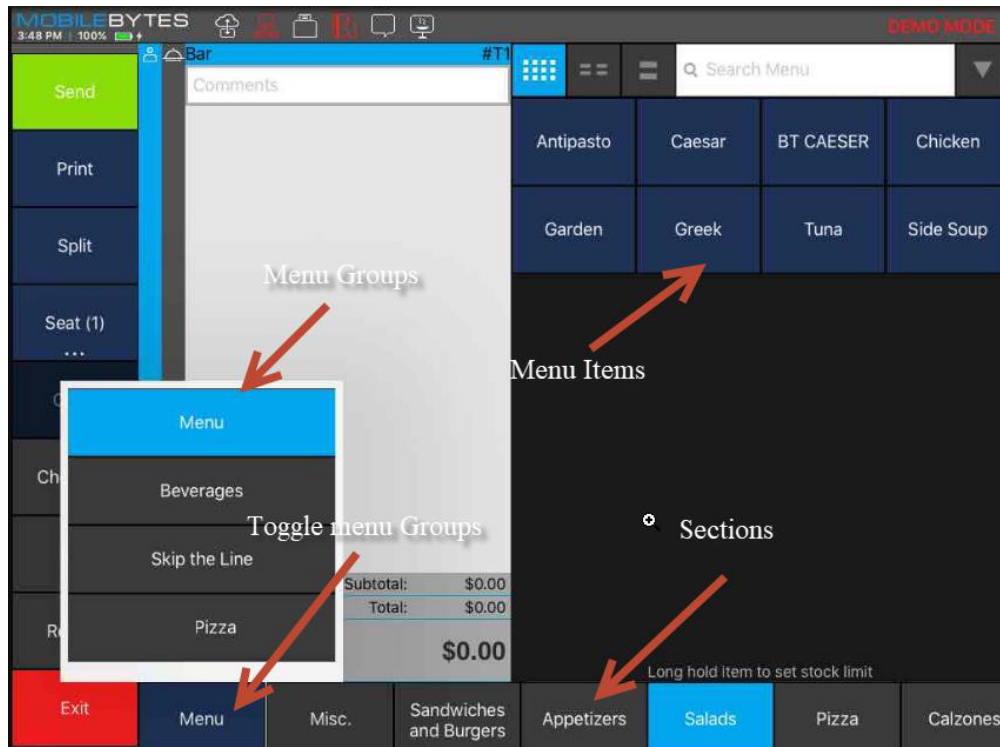 MOBILEBYTES
3:48 PM 100%
DEMO MODE
Bar #T1
Comments
Search Menu
Send
Print
Split
Seat (1)
...
Ch
Exit
Antipasto Caesar BT CAESER Chicken
Garden Greek Tuna Side Soup
Menu Groups
Menu Items
Menu
Beverages
Skip the Line
Pizza
Toggle menu Groups
Sections
Subtotal: $0.00
Total: $0.00
$0.00
Long hold item to set stock limit
Menu Misc. Sandwiches
and Burgers
Appetizers Salads Pizza Calzones